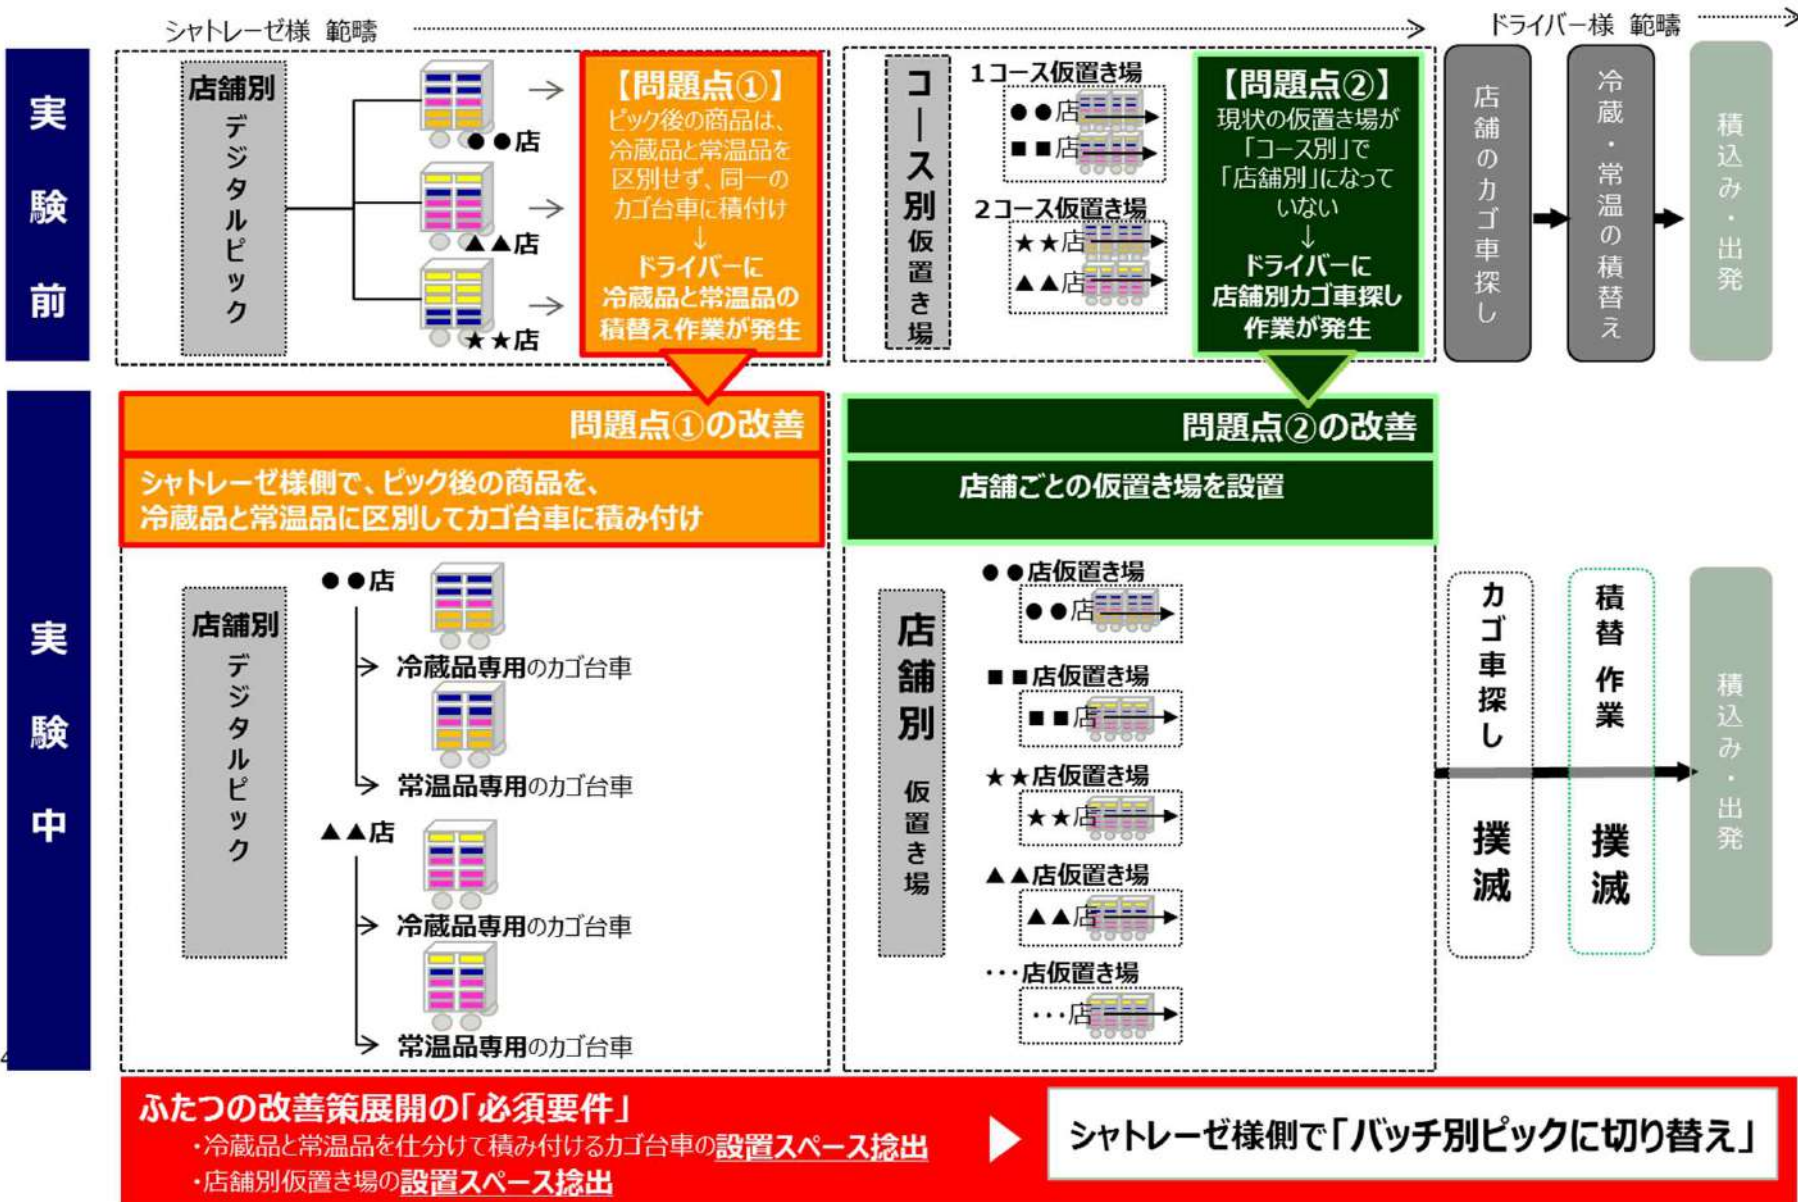 シャトレーゼ様 範疇
ドライバー様 範疇
実験前
店舗別
デジタルピック
●●店
▲▲店
★★店
【問題点①】
ピック後の商品は、
冷蔵品と常温品を
区別せず、同一の
カゴ台車に積付け
↓
ドライバーに
冷蔵品と常温品の
積替え作業が発生
コース別仮置き場
1コース仮置き場
●●店
■■店
2コース仮置き場
★★店
▲▲店
【問題点②】
現状の仮置き場が
「コース別」で
「店舗別」になって
いない
↓
ドライバーに
店舗別カゴ車探し
作業が発生
店舗のカゴ車探し
冷蔵・常温の積替え
積込み・出発
実験中
問題点①の改善
シャトレーゼ様側で、ピック後の商品を、
冷蔵品と常温品に区別してカゴ台車に積み付け
店舗別
デジタルピック
●●店
冷蔵品専用のカゴ台車
常温品専用のカゴ台車
▲▲店
冷蔵品専用のカゴ台車
常温品専用のカゴ台車
問題点②の改善
店舗ごとの仮置き場を設置
店舗別 仮置き場
●●店仮置き場
●●店
■■店仮置き場
■■店
★★店仮置き場
★★店
▲▲店仮置き場
▲▲店
・・・店仮置き場
・・・店
カゴ車探し
撲滅
積替作業
撲滅
積込み・出発
ふたつの改善策展開の「必須要件」
・冷蔵品と常温品を仕分けて積み付けるカゴ台車の設置スペース捻出
・店舗別仮置き場の設置スペース捻出
シャトレーゼ様側で「バッチ別ピックに切り替え」